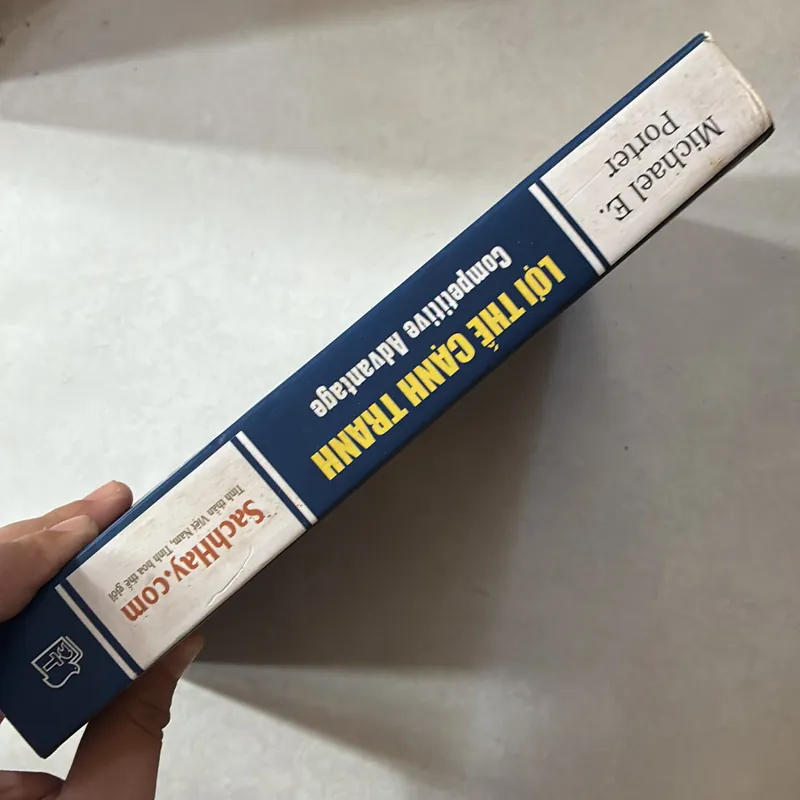 Michael E.
Porter
LỢI THẾ CẠNH TRANH
Competitive Advantage
SachHay.com
Tinh thần Việt Nam, Tinh hoa thế giới